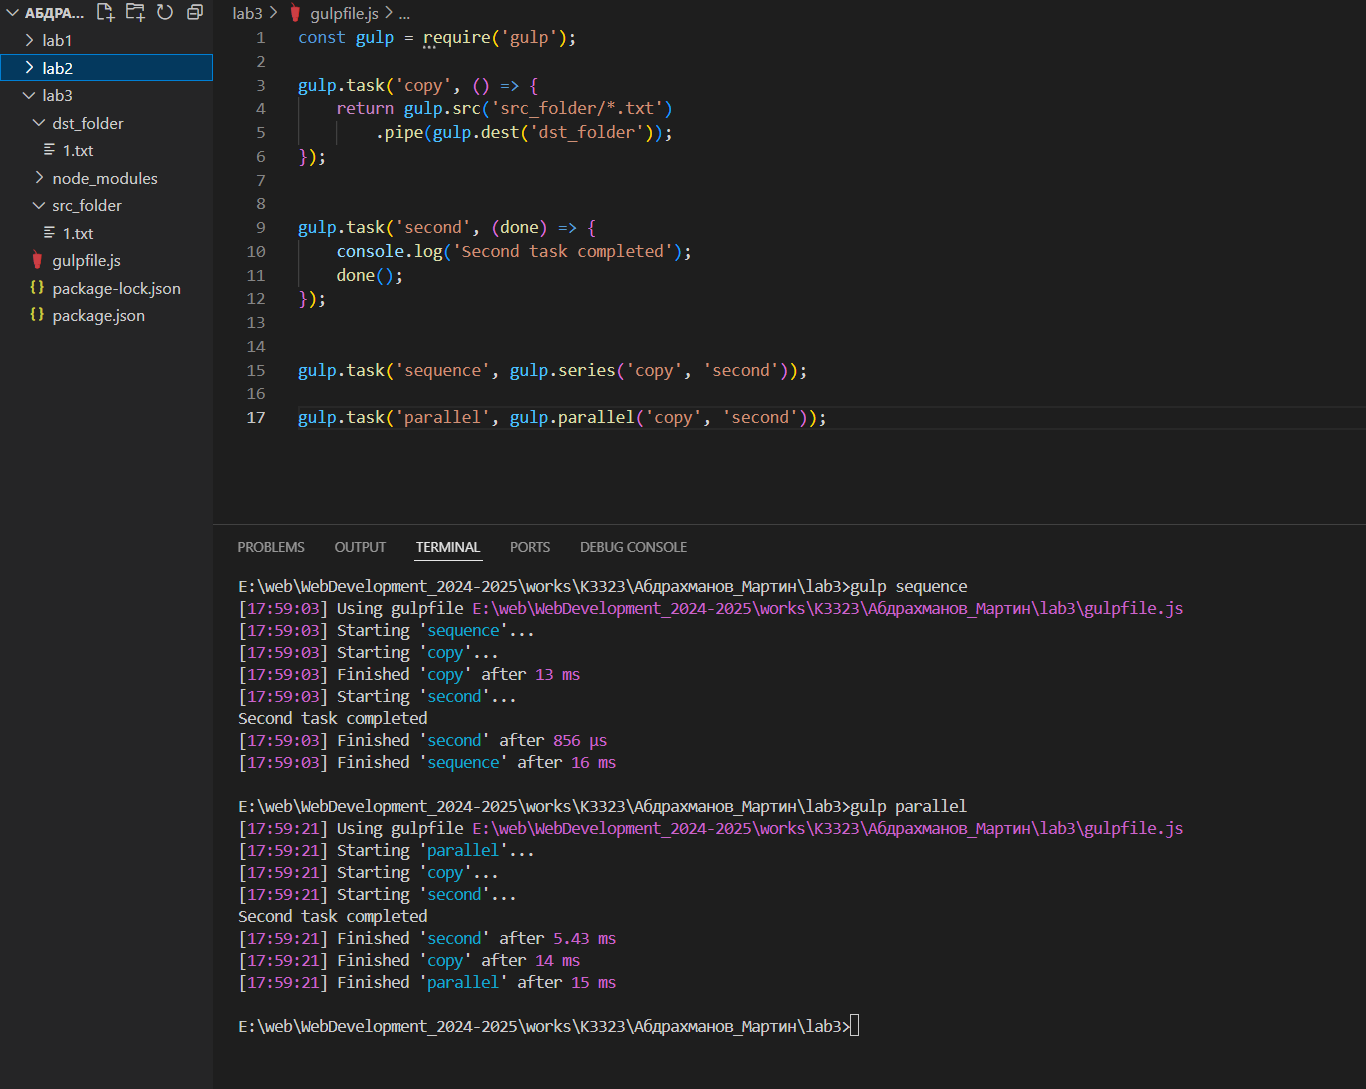 АБДРА...
lab1
lab2
lab3
dst_folder
1.txt
node_modules
src_folder
1.txt
gulpfile.js
{} package-lock.json
{} package.json
lab3 > gulpfile.js > ...
1 const gulp = require('gulp');
2
3 gulp.task('copy', () => {
4 return gulp.src('src_folder/*.txt')
5 .pipe(gulp.dest('dst_folder'));
6 });
7
8
9 gulp.task('second', (done) => {
10 console.log('Second task completed');
11 done();
12 });
13
14
15 gulp.task('sequence', gulp.series('copy', 'second'));
16
17 gulp.task('parallel', gulp.parallel('copy', 'second'));
PROBLEMS OUTPUT TERMINAL PORTS DEBUG CONSOLE
E:\web\WebDevelopment_2024-2025\works\K3323\Абдрахманов_Мартин\lab3>gulp sequence
[17:59:03] Using gulpfile E:\web\WebDevelopment_2024-2025\works\K3323\Абдрахманов_Мартин\lab3\gulpfile.js
[17:59:03] Starting 'sequence'...
[17:59:03] Starting 'copy'...
[17:59:03] Finished 'copy' after 13 ms
[17:59:03] Starting 'second'...
Second task completed
[17:59:03] Finished 'second' after 856 μs
[17:59:03] Finished 'sequence' after 16 ms
E:\web\WebDevelopment_2024-2025\works\K3323\Абдрахманов_Мартин\lab3>gulp parallel
[17:59:21] Using gulpfile E:\web\WebDevelopment_2024-2025\works\K3323\Абдрахманов_Мартин\lab3\gulpfile.js
[17:59:21] Starting 'parallel'...
[17:59:21] Starting 'copy'...
[17:59:21] Starting 'second'...
Second task completed
[17:59:21] Finished 'second' after 5.43 ms
[17:59:21] Finished 'copy' after 14 ms
[17:59:21] Finished 'parallel' after 15 ms
E:\web\WebDevelopment_2024-2025\works\K3323\Абдрахманов_Мартин\lab3>